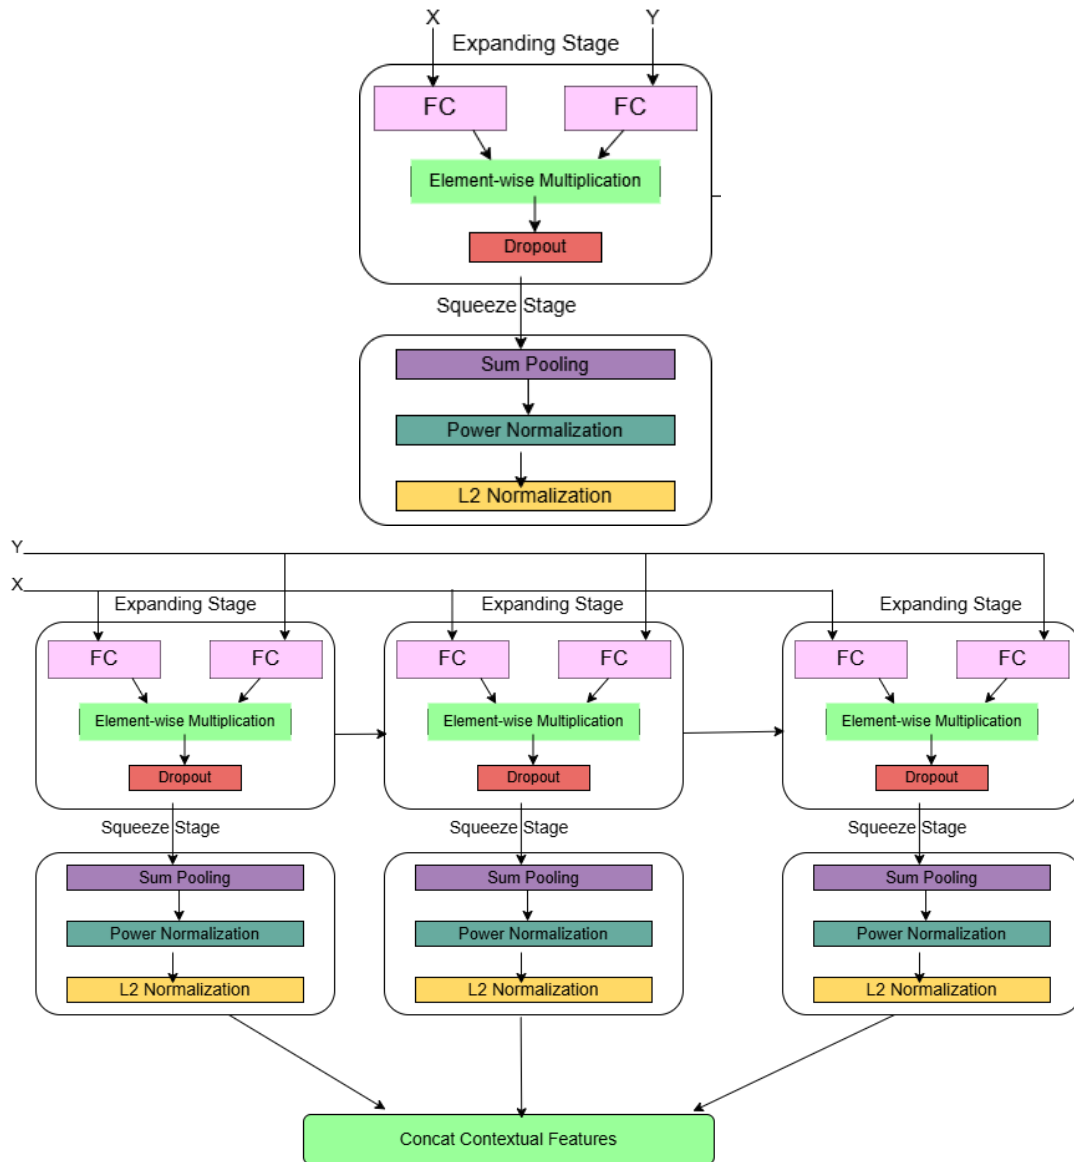 X Y
Expanding Stage
FC FC
Element-wise Multiplication
Dropout
Squeeze Stage
Sum Pooling
Power Normalization
L2 Normalization
Y
X
Expanding Stage Expanding Stage Expanding Stage
FC FC FC FC FC FC
Element-wise Multiplication Element-wise Multiplication Element-wise Multiplication
Dropout Dropout Dropout
Squeeze Stage Squeeze Stage Squeeze Stage
Sum Pooling Sum Pooling Sum Pooling
Power Normalization Power Normalization Power Normalization
L2 Normalization L2 Normalization L2 Normalization
Concat Contextual Features